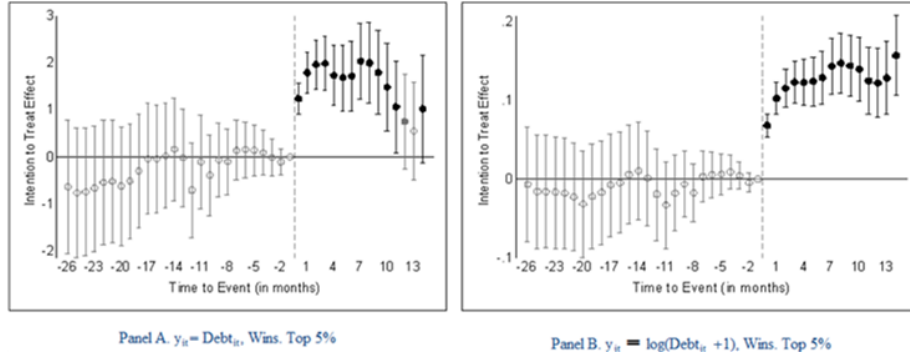 3
2
1
0
-1
-2
Intention to Treat Effect
-26 -23 -20 -17 -14 -11 -8 -5 -2 1 4 7 10 13
Time to Event (in months)
Panel A. yit = Debtit, Wins. Top 5%
.2
.1
0
-.1
Intention to Treat Effect
-26 -23 -20 -17 -14 -11 -8 -5 -2 1 4 7 10 13
Time to Event (in months)
Panel B. yit = log(Debtit +1), Wins. Top 5%